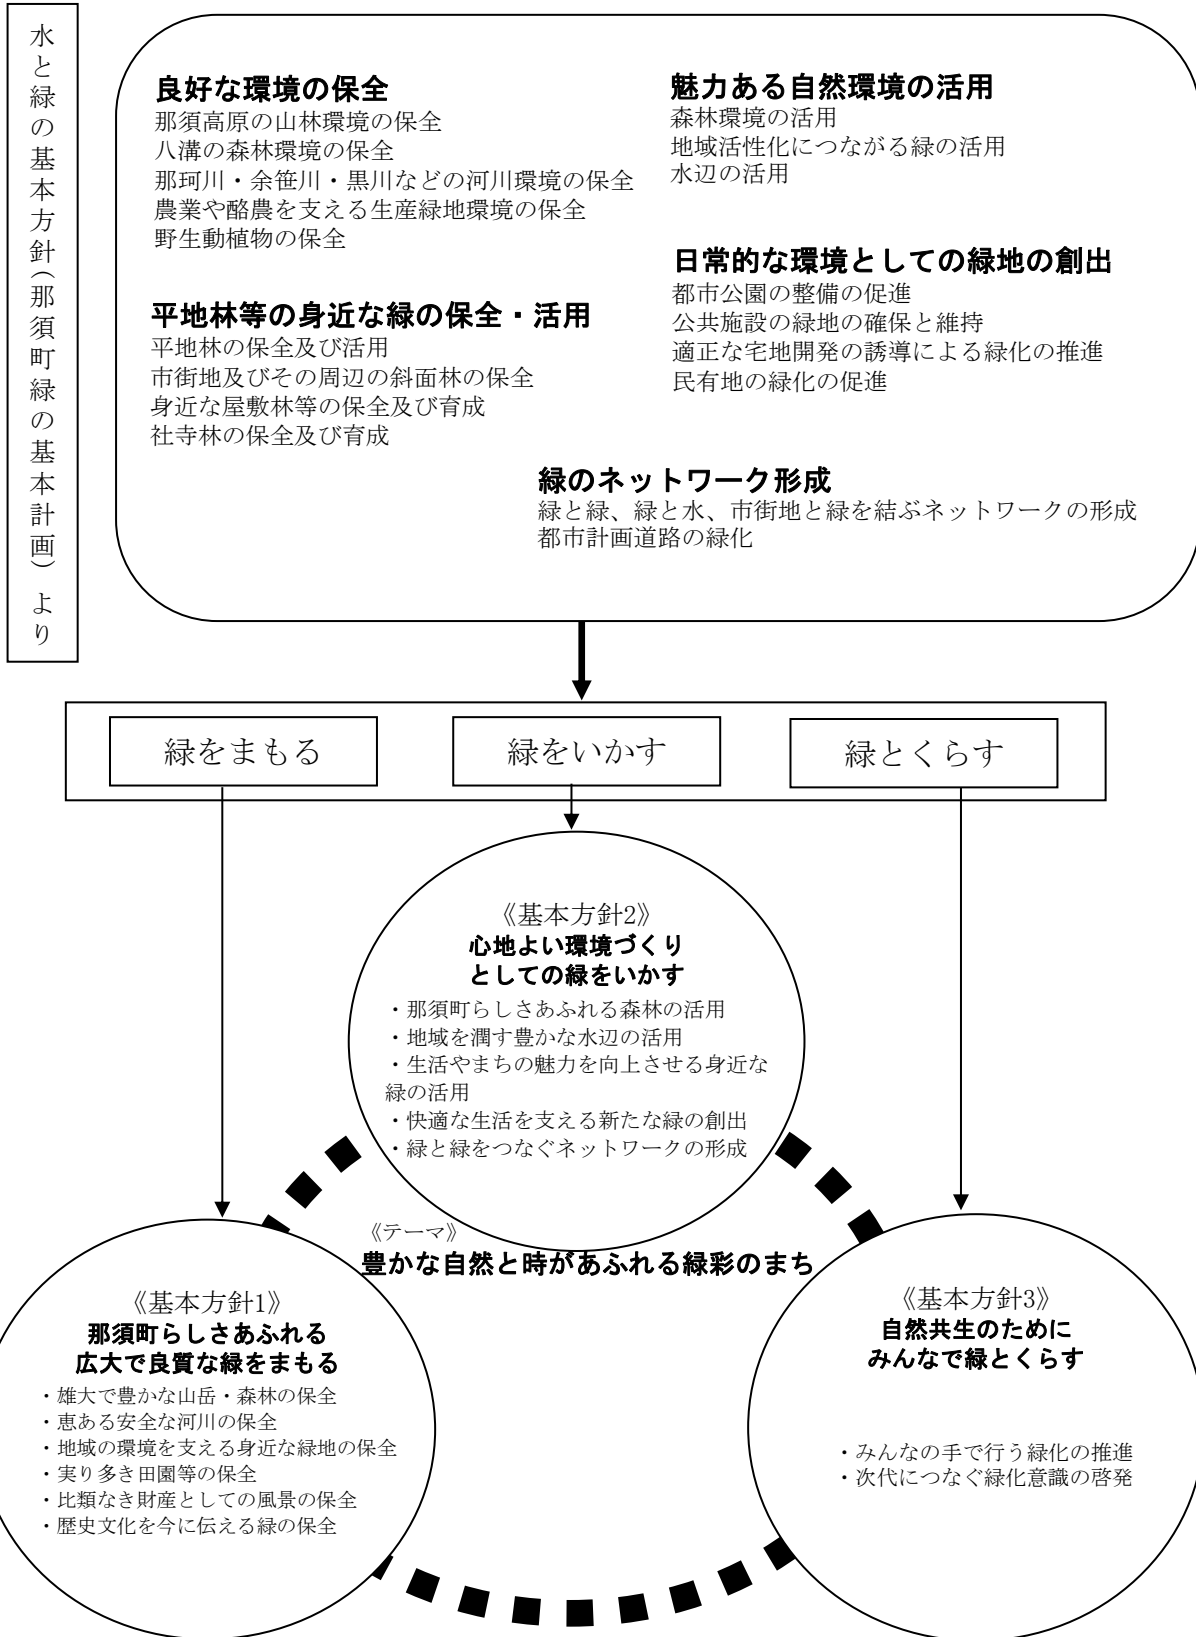 水と緑の基本方針(那須町緑の基本計画)より
良好な環境の保全
那須高原の山林環境の保全
八溝の森林環境の保全
那珂川・余笹川・黒川などの河川環境の保全
農業や酪農を支える生産緑地環境の保全
野生動植物の保全
平地林等の身近な緑の保全・活用
平地林の保全及び活用
市街地及びその周辺の斜面林の保全
身近な屋敷林等の保全及び育成
社寺林の保全及び育成
魅力ある自然環境の活用
森林環境の活用
地域活性化につながる緑の活用
水辺の活用
日常的な環境としての緑地の創出
都市公園の整備の促進
公共施設の緑地の確保と維持
適正な宅地開発の誘導による緑化の推進
民有地の緑化の促進
緑のネットワーク形成
緑と緑、緑と水、市街地と緑を結ぶネットワークの形成
都市計画道路の緑化
緑をまもる
緑をいかす
緑とくらす
《基本方針2》
心地よい環境づくり
としての緑をいかす
・那須町らしさあふれる森林の活用
・地域を潤す豊かな水辺の活用
・生活やまちの魅力を向上させる身近な
緑の活用
・快適な生活を支える新たな緑の創出
・緑と緑をつなぐネットワークの形成
《テーマ》
豊かな自然と時があふれる緑彩のまち
《基本方針1》
那須町らしさあふれる
広大で良質な緑をまもる
・雄大で豊かな山岳・森林の保全
・恵ある安全な河川の保全
・地域の環境を支える身近な緑地の保全
・実り多き田園等の保全
・比類なき財産としての風景の保全
・歴史文化を今に伝える緑の保全
《基本方針3》
自然共生のために
みんなで緑とくらす
・みんなの手で行う緑化の推進
・次代につなぐ緑化意識の啓発